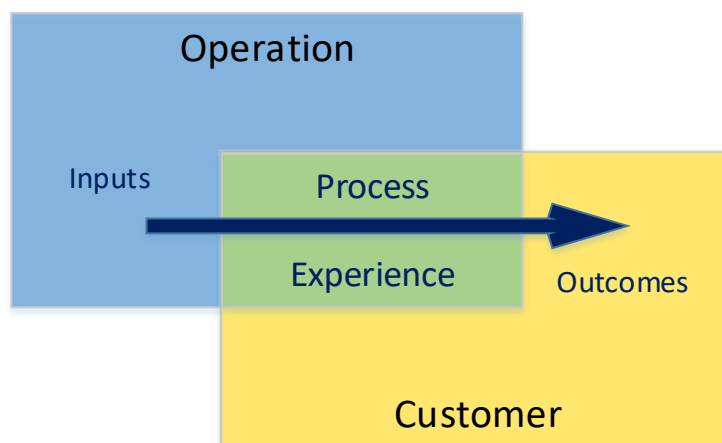 Operation
Inputs
Process
Experience
Outcomes
Customer